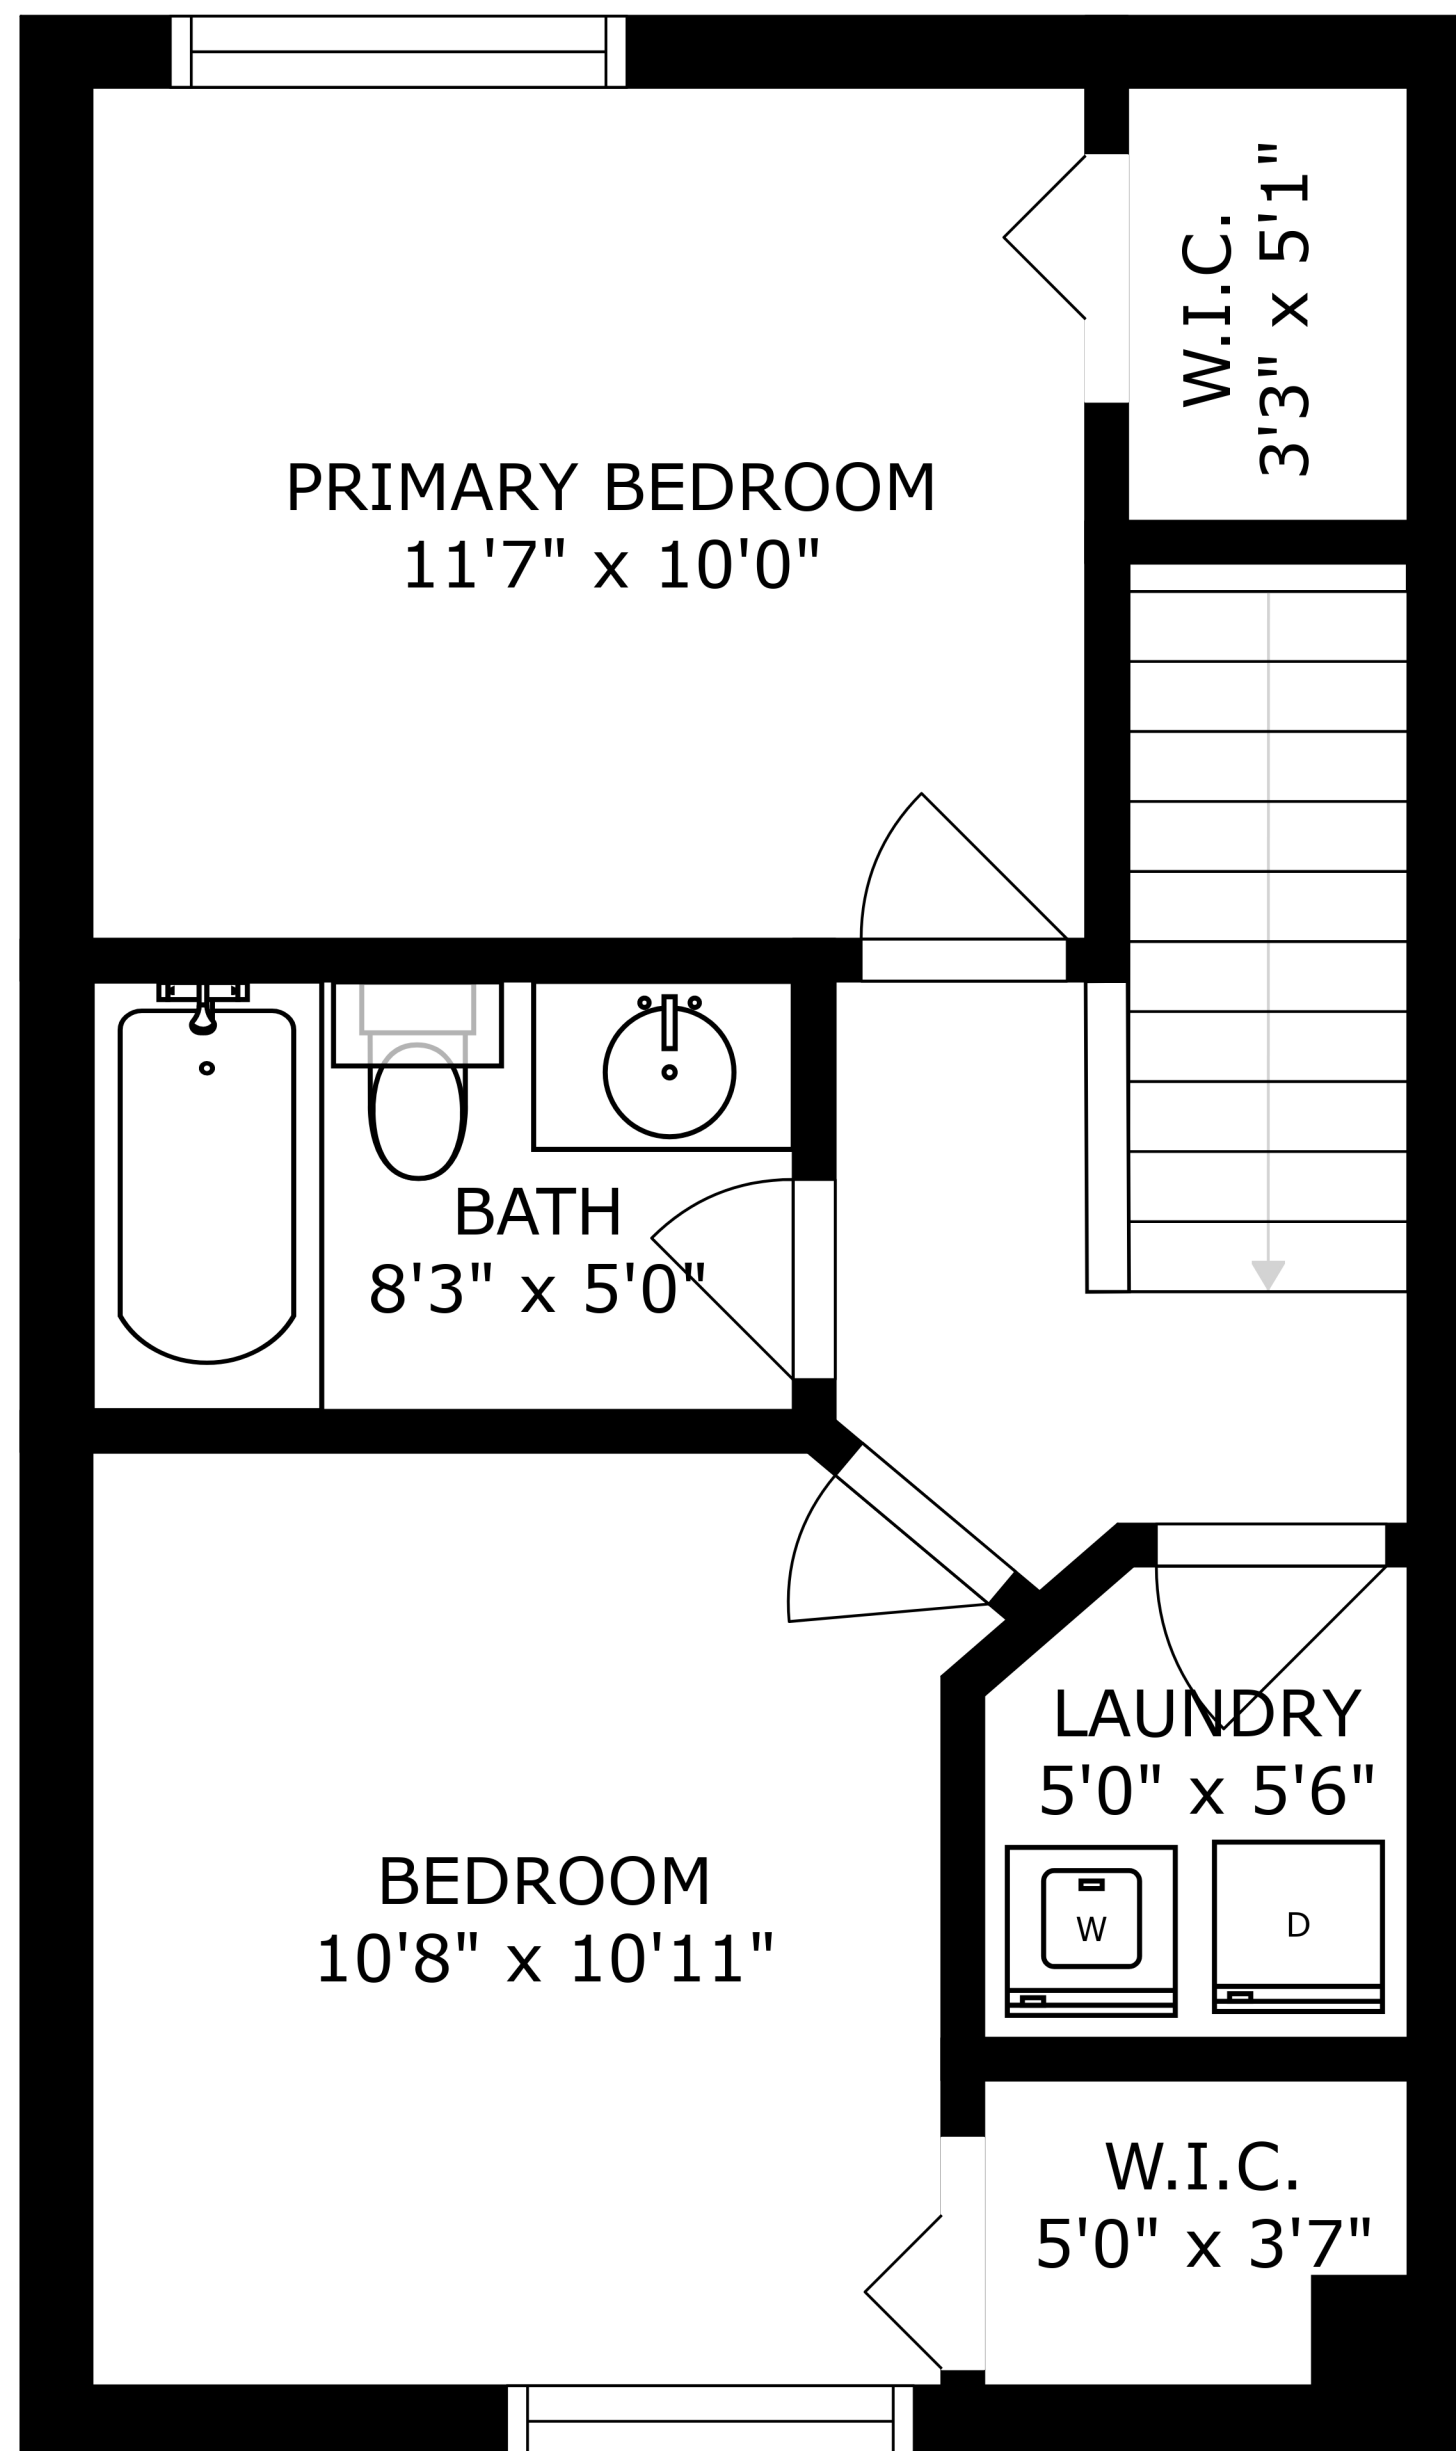 W.I.C.
3'3" x 5'1"
PRIMARY BEDROOM
11'7" x 10'0"
BATH
8'3" x 5'0"
LAUNDRY
5'0" x 5'6"
W
D
BEDROOM
10'8" x 10'11"
W.I.C.
5'0" x 3'7"